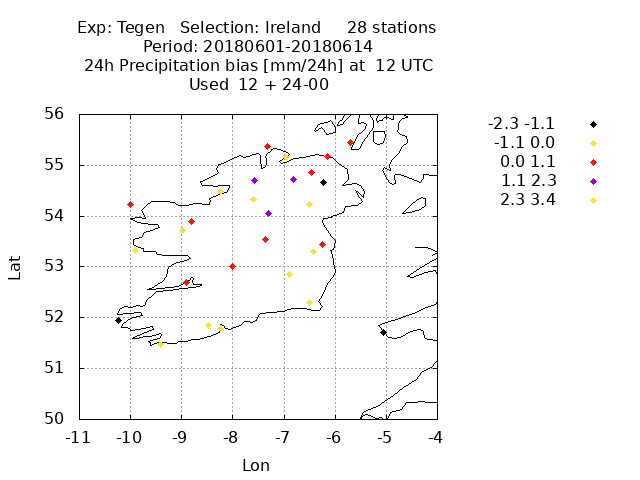 Exp: Tegen   Selection: Ireland     28 stations
Period: 20180601-20180614
24h Precipitation bias [mm/24h] at  12 UTC
Used  12 + 24-00
56
55
54
53
52
51
50
-11 -10 -9 -8 -7 -6 -5 -4
Lat
Lon
-2.3 -1.1
-1.1 0.0
0.0 1.1
1.1 2.3
2.3 3.4